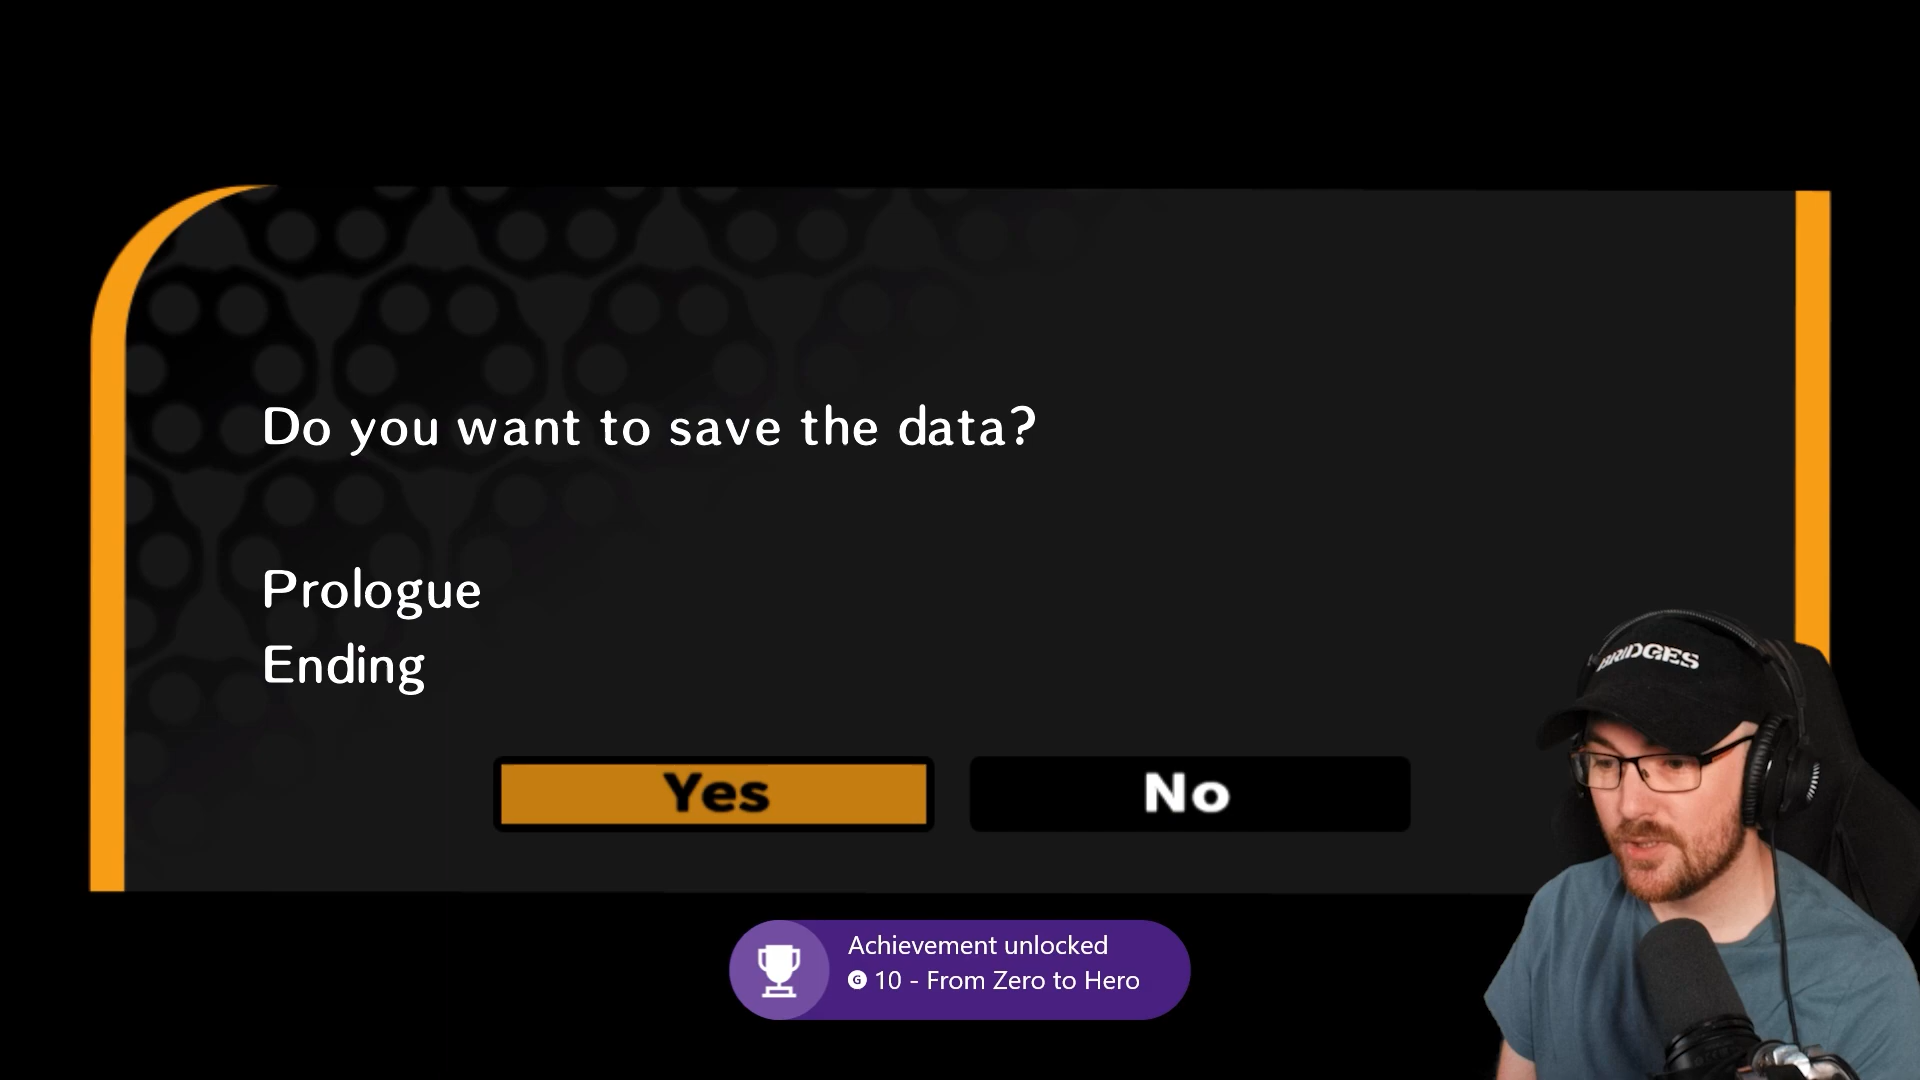 Do you want to save the data?
Prologue
Ending
Yes
No
BRIDGES
Achievement unlocked
G 10 - From Zero to Hero